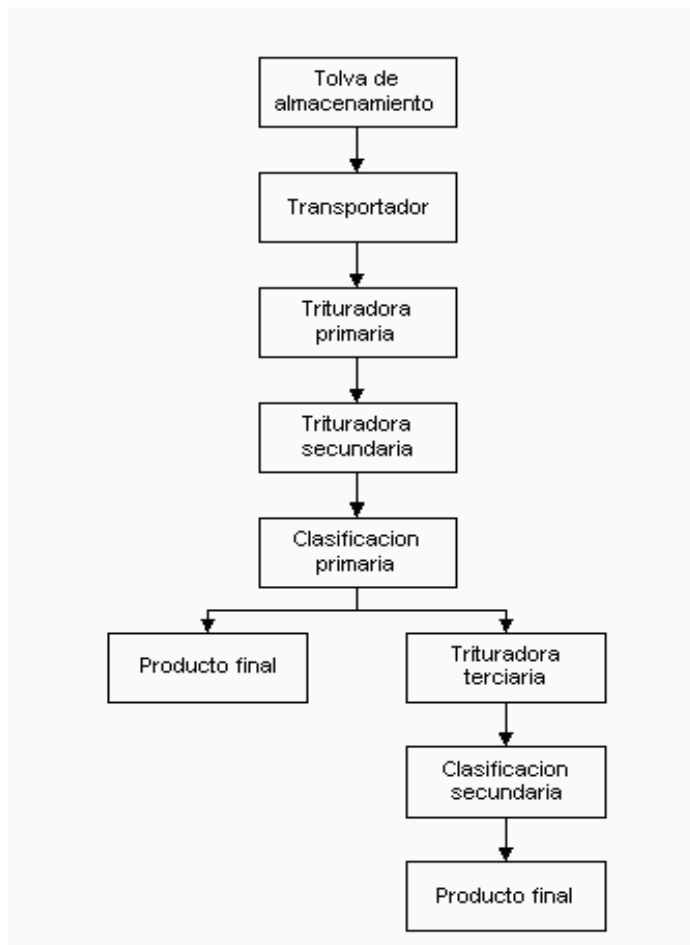 Tolva de
almacenamiento
Transportador
Trituradora
primaria
Trituradora
secundaria
Clasificacion
primaria
Producto final
Trituradora
terciaria
Clasificacion
secundaria
Producto final